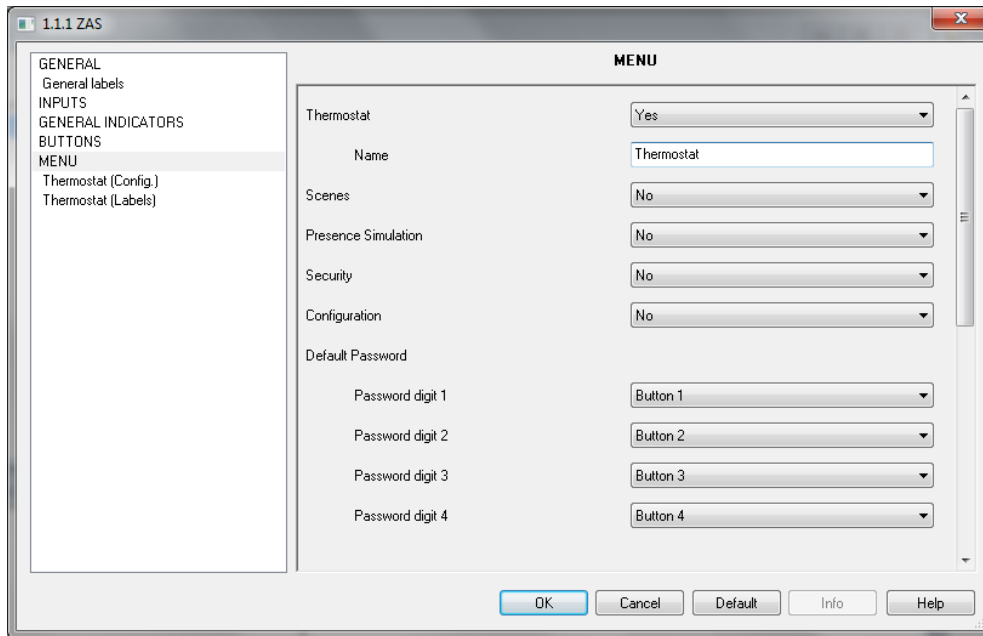 1.1.1 ZAS
GENERAL
General labels
INPUTS
GENERAL INDICATORS
BUTTONS
MENU
Thermostat (Config.)
Thermostat (Labels)
MENU
Thermostat Yes
Name Thermostat
Scenes No
Presence Simulation No
Security No
Configuration No
Default Password
Password digit 1 Button 1
Password digit 2 Button 2
Password digit 3 Button 3
Password digit 4 Button 4
OK Cancel Default Info Help